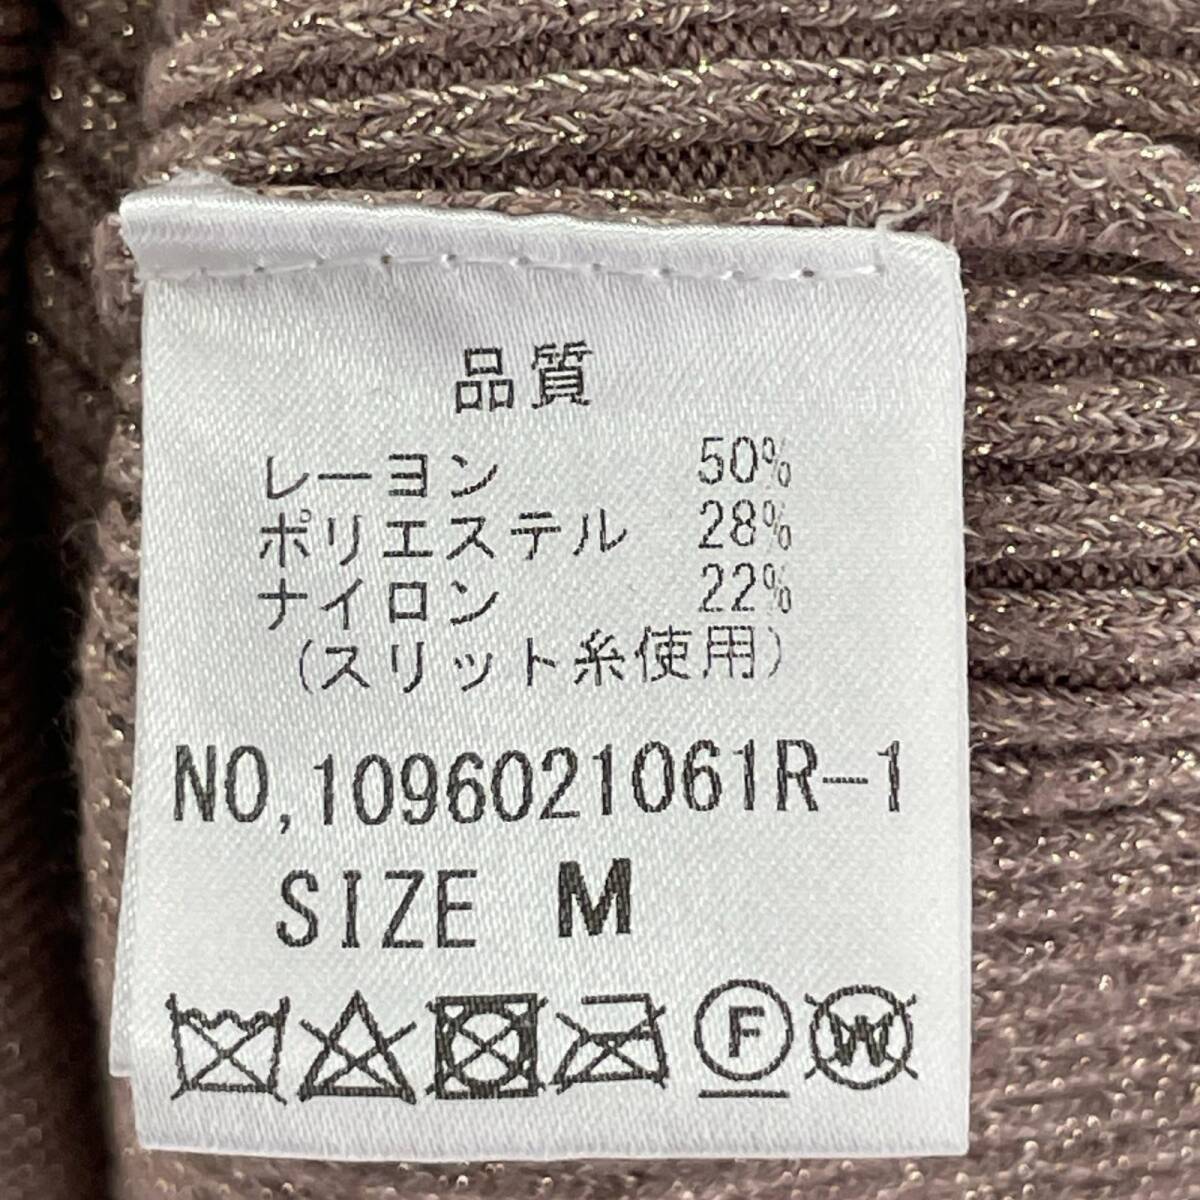 品質
レーヨン 50%
ポリエステル 28%
ナイロン 22%
(スリット糸使用)
NO,1096021061R-1
SIZE M
F W